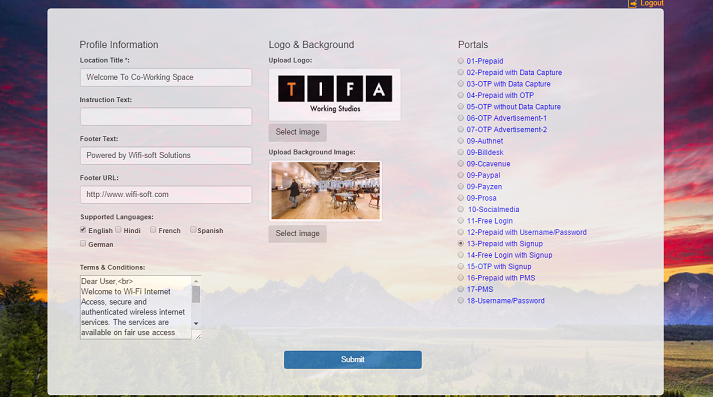 Logout
Profile Information
Location Title *:
Welcome To Co-Working Space
Instruction Text:
Footer Text:
Powered by Wifi-soft Solutions
Footer URL:
http://www.wifi-soft.com
Supported Languages:
English Hindi French Spanish
German
Terms & Conditions:
Dear User,<br>
Welcome to Wi-Fi Internet
Access, secure and
authenticated wireless internet
services. The services are
available on fair use access
Logo & Background
Upload Logo:
TIFA
Working Studios
Select image
Upload Background Image:
Select image
Portals
01-Prepaid
02-Prepaid with Data Capture
03-OTP with Data Capture
04-Prepaid with OTP
05-OTP without Data Capture
06-OTP Advertisement-1
07-OTP Advertisement-2
09-Authnet
09-Billdesk
09-Ccavenue
09-Paypal
09-Payzen
09-Prosa
10-Socialmedia
11-Free Login
12-Prepaid with Username/Password
13-Prepaid with Signup
14-Free Login with Signup
15-OTP with Signup
16-Prepaid with PMS
17-PMS
18-Username/Password
Submit